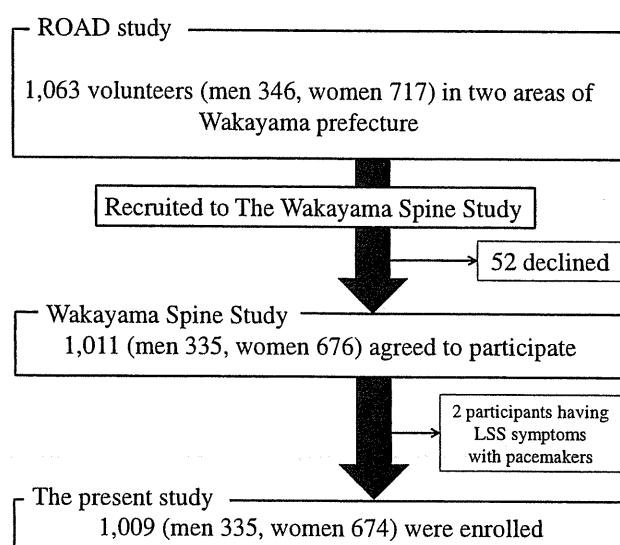 ROAD study
1,063 volunteers (men 346, women 717) in two areas of
Wakayama prefecture
Recruited to The Wakayama Spine Study
52 declined
Wakayama Spine Study
1,011 (men 335, women 676) agreed to participate
2 participants having
LSS symptoms
with pacemakers
The present study
1,009 (men 335, women 674) were enrolled